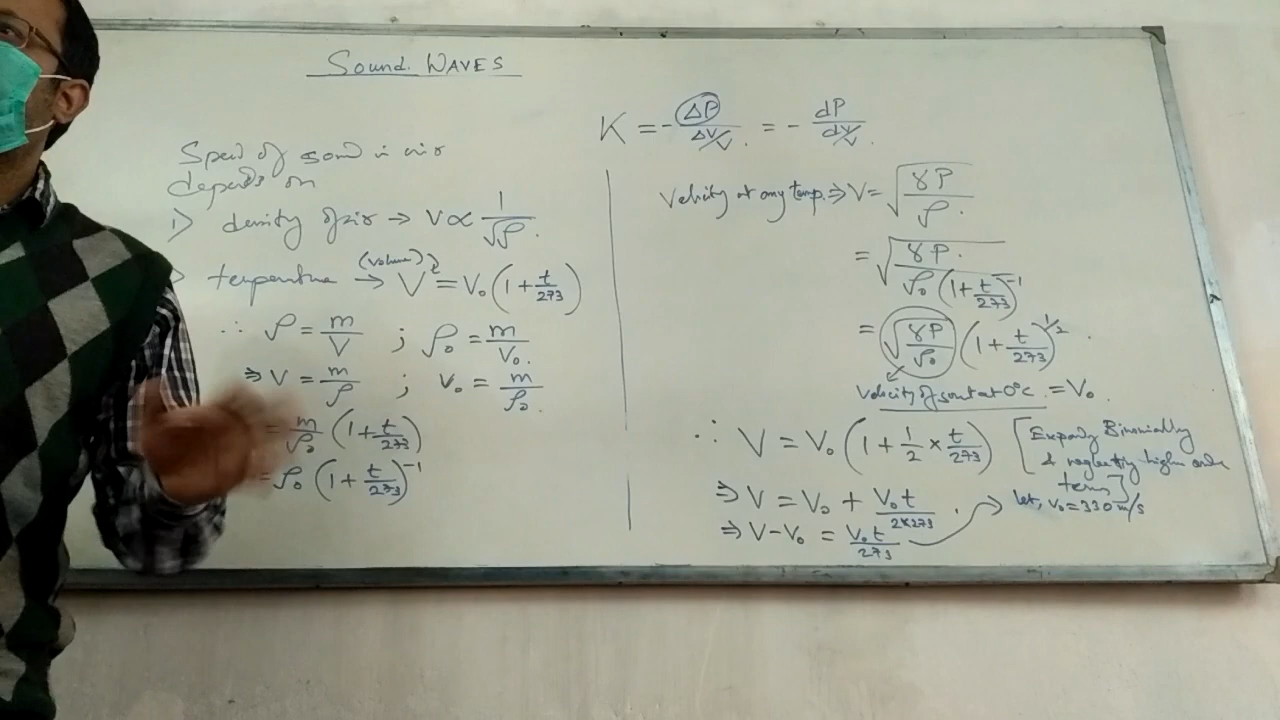 Sound WAVES
K = -ΔP/(ΔV/V) = - dP/(dV/V).
Speed of sound in air
depends on
1) density of air → V ∝ 1/√ρ.
temperature → (volume) V = V₀(1 + t/273)
∴ ρ = m/V ; ρ₀ = m/V₀.
⇒ V = m/ρ ; V₀ = m/ρ₀.
= m/ρ₀ (1 + t/273)
= ρ₀ (1 + t/273)⁻¹
Velocity at any temp. ⇒ V = √(γP/ρ.)
= √(γP./ρ₀(1 + t/273)⁻¹)
= √(γP/ρ₀) (1 + t/273)^1/2.
Velocity of sound at 0°C. = V₀.
∴ V = V₀ (1 + 1/2 × t/273) [Expandg Binomially
& neglecting higher order
terms]
⇒ V = V₀ + V₀t/2×273.
let, V₀ = 330 m/s
⇒ V - V₀ = V₀t/273